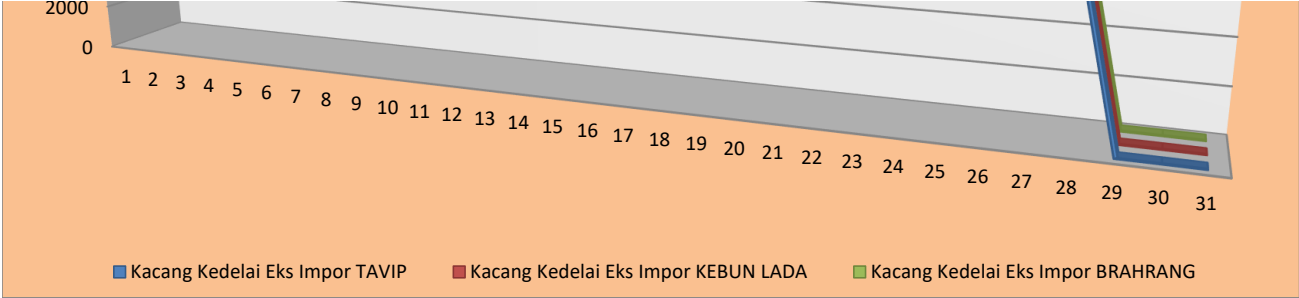 2000
0
1 2 3 4 5 6 7 8 9 10 11 12 13 14 15 16 17 18 19 20 21 22 23 24 25 26 27 28 29 30 31
Kacang Kedelai Eks Impor TAVIP Kacang Kedelai Eks Impor KEBUN LADA Kacang Kedelai Eks Impor BRAHRANG